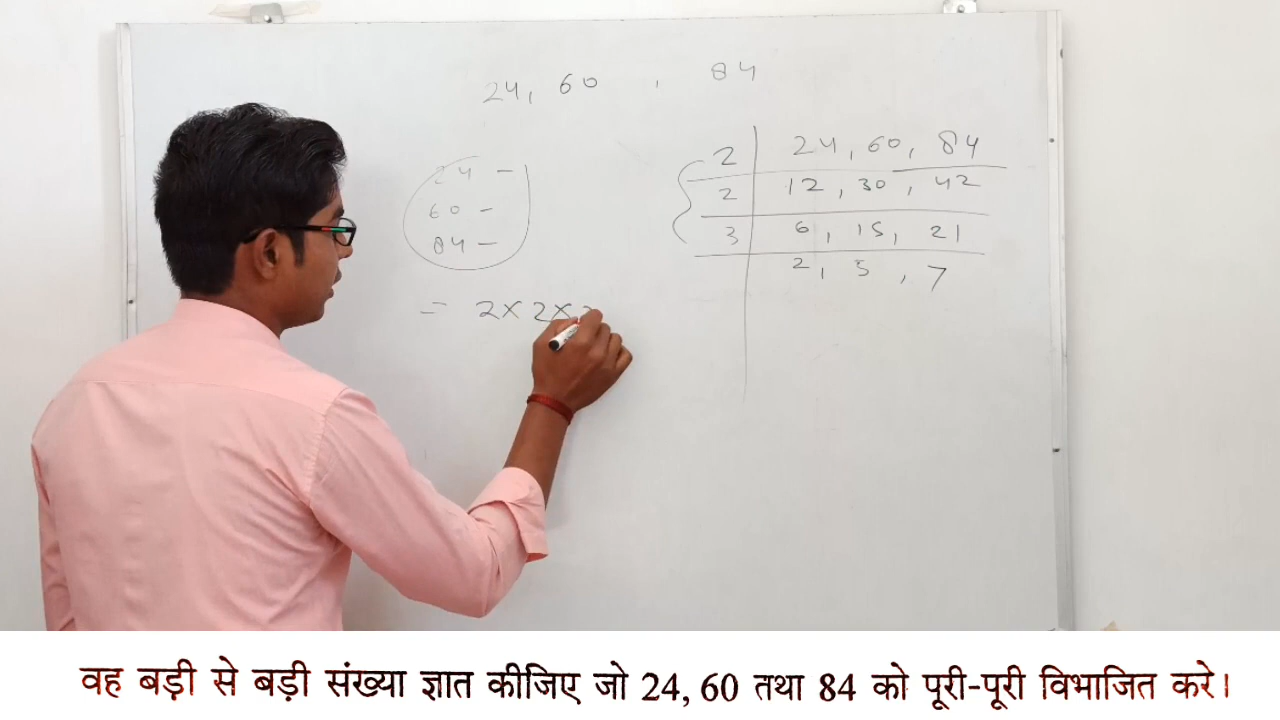 24, 60 , 84
24 -
60 -
84 -
= 2 x 2 x
2 | 24, 60, 84
2 | 12, 30, 42
3 | 6, 15, 21
2, 5, 7
वह बड़ी से बड़ी संख्या ज्ञात कीजिए जो 24, 60 तथा 84 को पूरी-पूरी विभाजित करे।